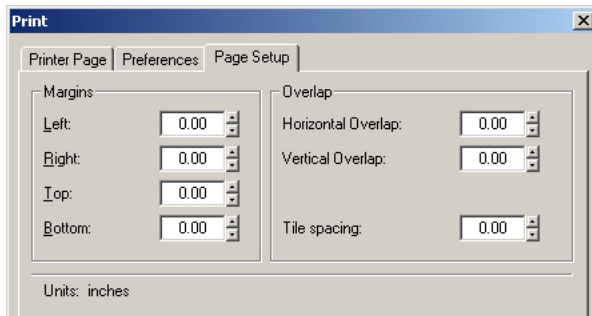 Print
Printer Page Preferences Page Setup
Margins
Left: 0.00
Right: 0.00
Top: 0.00
Bottom: 0.00
Overlap
Horizontal Overlap: 0.00
Vertical Overlap: 0.00
Tile spacing: 0.00
Units: inches